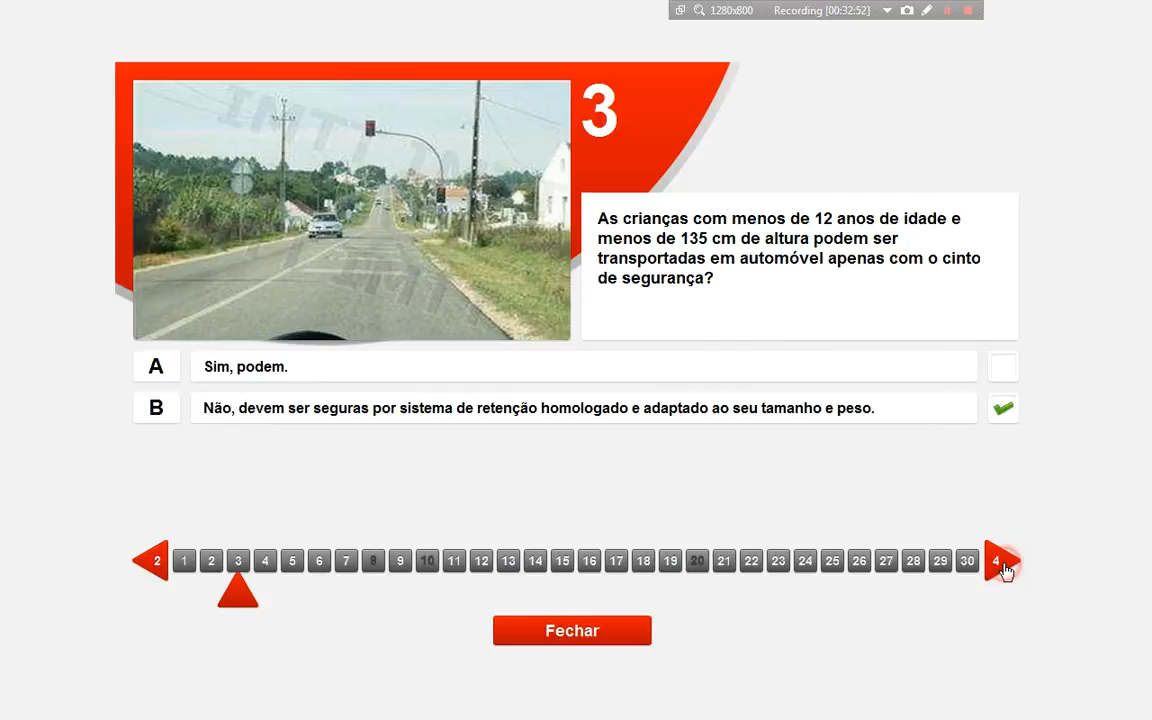 1280x800 Recording [00:32:52]
3
IMTT
As crianças com menos de 12 anos de idade e
menos de 135 cm de altura podem ser
transportadas em automóvel apenas com o cinto
de segurança?
A Sim, podem.
B Não, devem ser seguras por sistema de retenção homologado e adaptado ao seu tamanho e peso.
2 1 2 3 4 5 6 7 8 9 10 11 12 13 14 15 16 17 18 19 20 21 22 23 24 25 26 27 28 29 30 4
Fechar